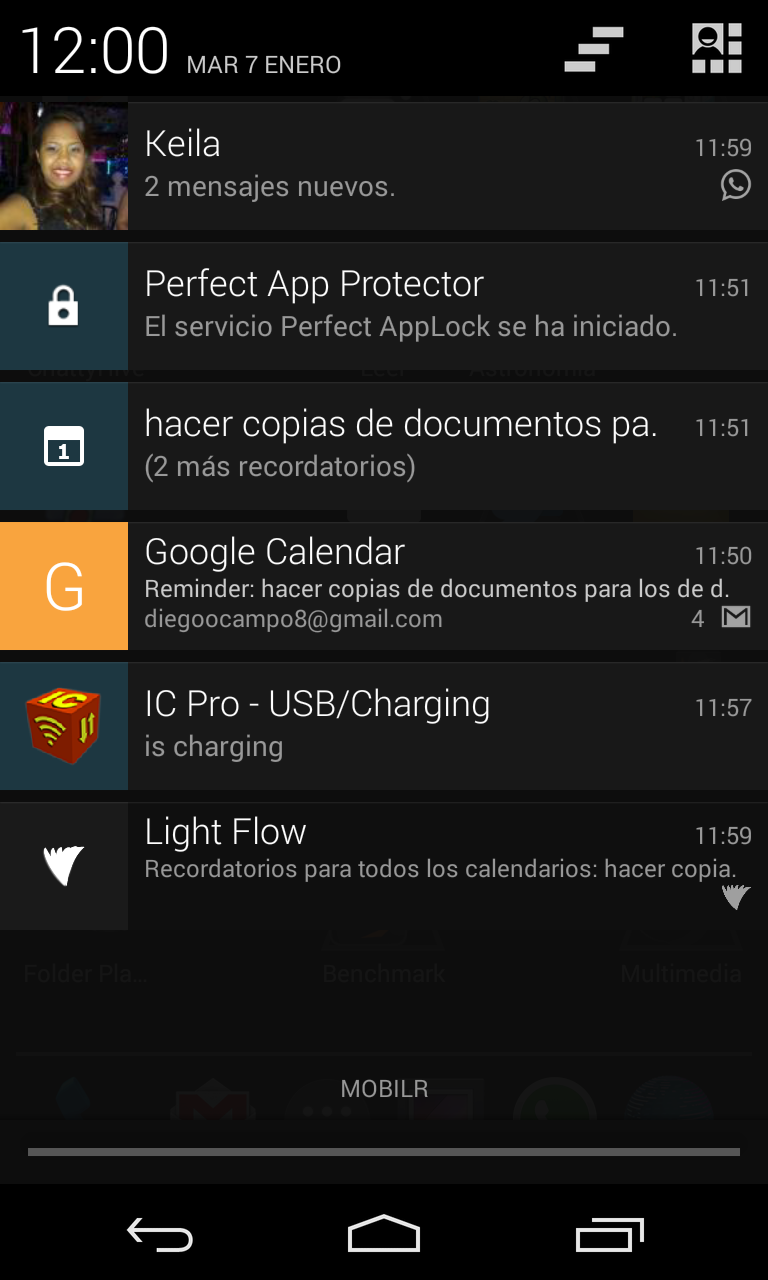 12:00 MAR 7 ENERO
Keila 11:59
2 mensajes nuevos.
Perfect App Protector 11:51
El servicio Perfect AppLock se ha iniciado.
hacer copias de documentos pa. 11:51
1
(2 más recordatorios)
Google Calendar 11:50
G
Reminder: hacer copias de documentos para los de d.
diegoocampo8@gmail.com 4
IC Pro - USB/Charging 11:57
IC
is charging
Light Flow 11:59
Recordatorios para todos los calendarios: hacer copia.
Folder Pla... Benchmark Multimedia
MOBILR